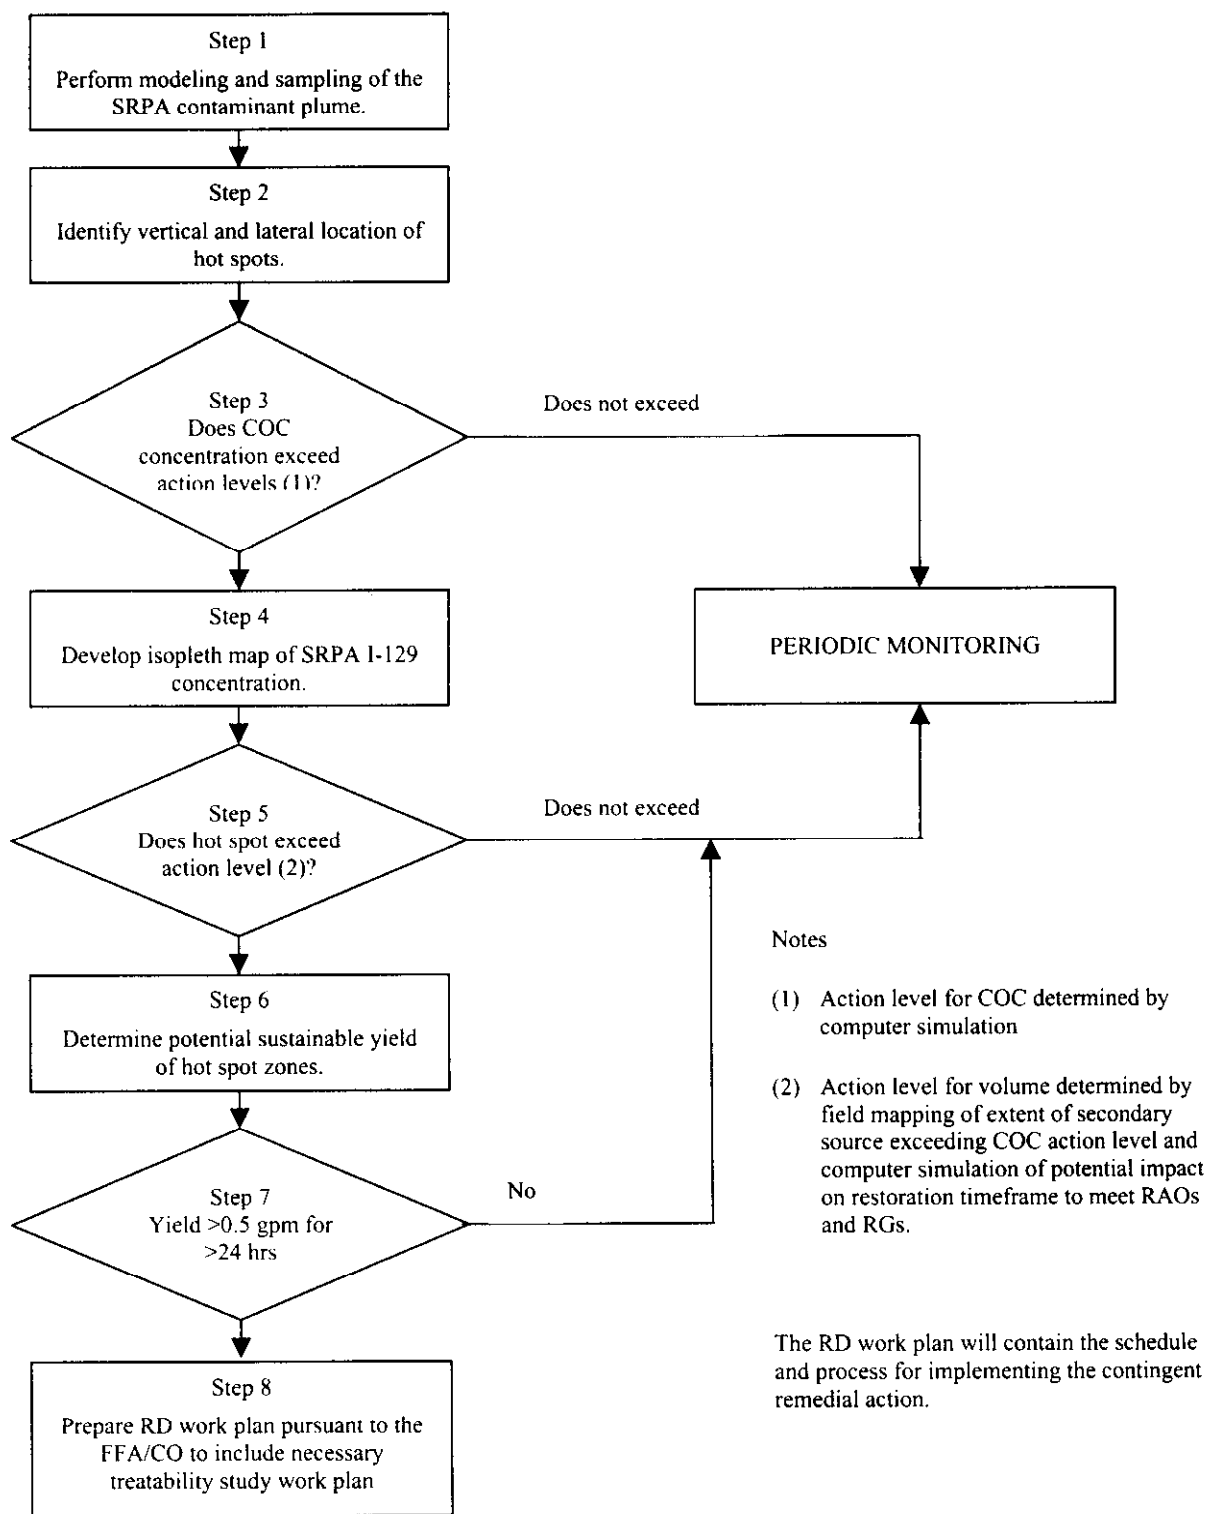 Step 1
Perform modeling and sampling of the
SRPA contaminant plume.
Step 2
Identify vertical and lateral location of
hot spots.
Step 3
Does COC
concentration exceed
action levels (1)?
Does not exceed
Step 4
Develop isopleth map of SRPA I-129
concentration.
PERIODIC MONITORING
Step 5
Does hot spot exceed
action level (2)?
Does not exceed
Step 6
Determine potential sustainable yield
of hot spot zones.
Step 7
Yield >0.5 gpm for
>24 hrs
No
Step 8
Prepare RD work plan pursuant to the
FFA/CO to include necessary
treatability study work plan
Notes
(1) Action level for COC determined by
computer simulation
(2) Action level for volume determined by
field mapping of extent of secondary
source exceeding COC action level and
computer simulation of potential impact
on restoration timeframe to meet RAOs
and RGs.
The RD work plan will contain the schedule
and process for implementing the contingent
remedial action.